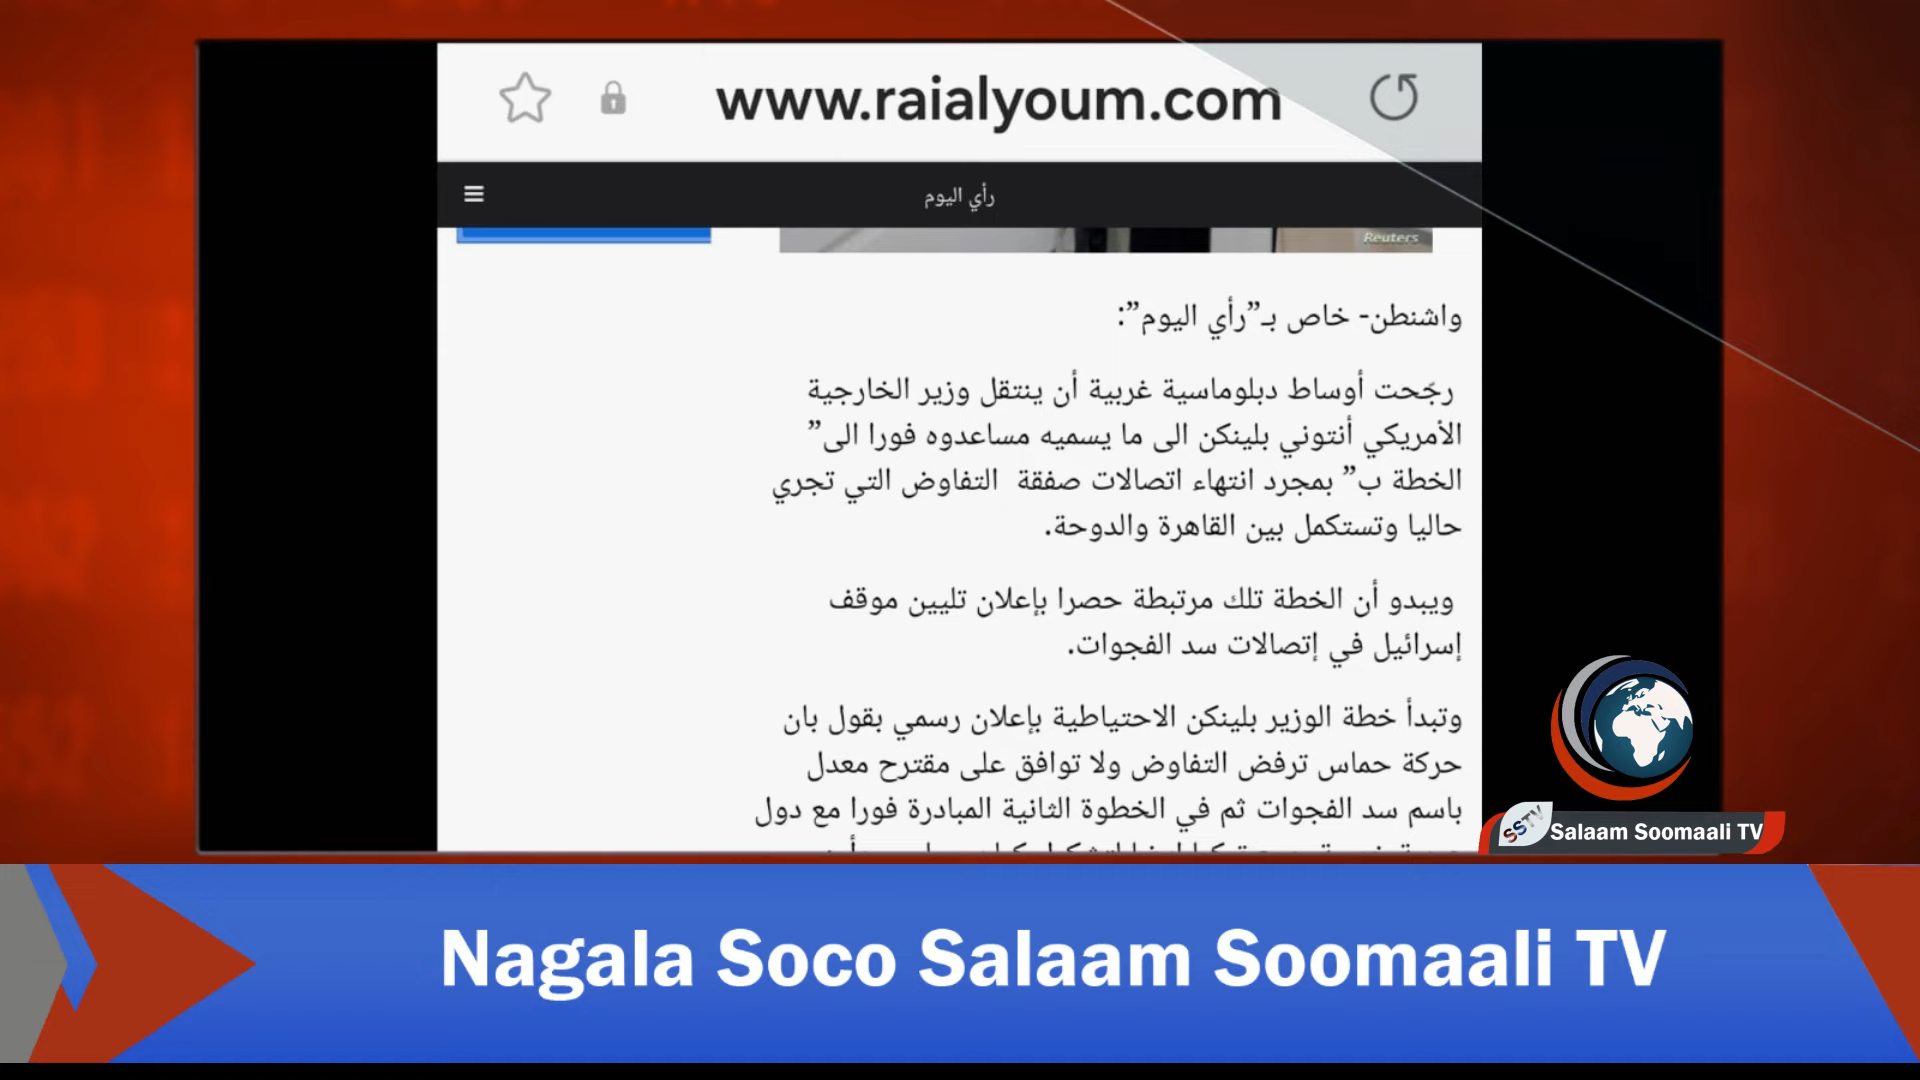 www.raialyoum.com
رأي اليوم
Reuters
واشنطن- خاص بـ”رأي اليوم”:
رجّحت أوساط دبلوماسية غربية أن ينتقل وزير الخارجية
الأمريكي أنتوني بلينكن الى ما يسميه مساعدوه فورا الى”
الخطة ب” بمجرد انتهاء اتصالات صفقة التفاوض التي تجري
حاليا وتستكمل بين القاهرة والدوحة.
ويبدو أن الخطة تلك مرتبطة حصرا بإعلان تليين موقف
إسرائيل في إتصالات سد الفجوات.
وتبدأ خطة الوزير بلينكن الاحتياطية بإعلان رسمي بقول بان
حركة حماس ترفض التفاوض ولا توافق على مقترح معدل
باسم سد الفجوات ثم في الخطوة الثانية المبادرة فورا مع دول
SSTV
Salaam Soomaali TV
Nagala Soco Salaam Soomaali TV